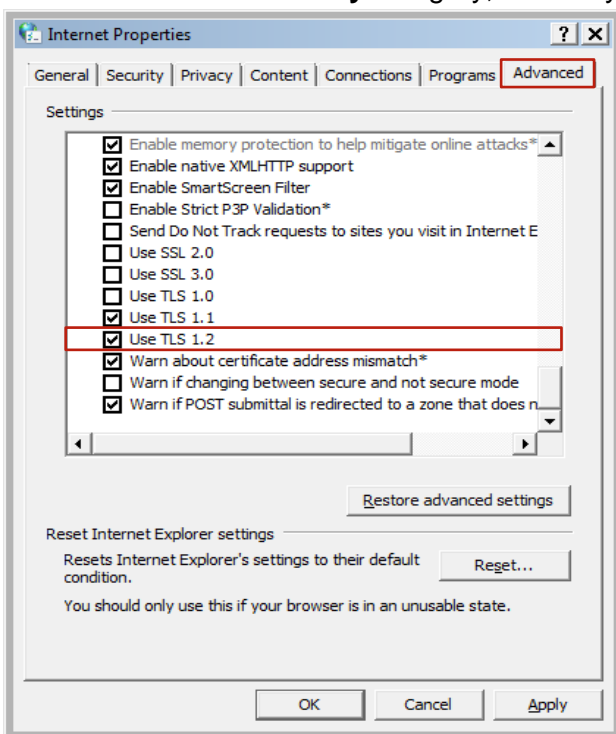 Internet Properties
? X
General Security Privacy Content Connections Programs Advanced
Settings
Enable memory protection to help mitigate online attacks*
Enable native XMLHTTP support
Enable SmartScreen Filter
Enable Strict P3P Validation*
Send Do Not Track requests to sites you visit in Internet E
Use SSL 2.0
Use SSL 3.0
Use TLS 1.0
Use TLS 1.1
Use TLS 1.2
Warn about certificate address mismatch*
Warn if changing between secure and not secure mode
Warn if POST submittal is redirected to a zone that does n
Restore advanced settings
Reset Internet Explorer settings
Resets Internet Explorer's settings to their default
condition.
Reset...
You should only use this if your browser is in an unusable state.
OK Cancel Apply